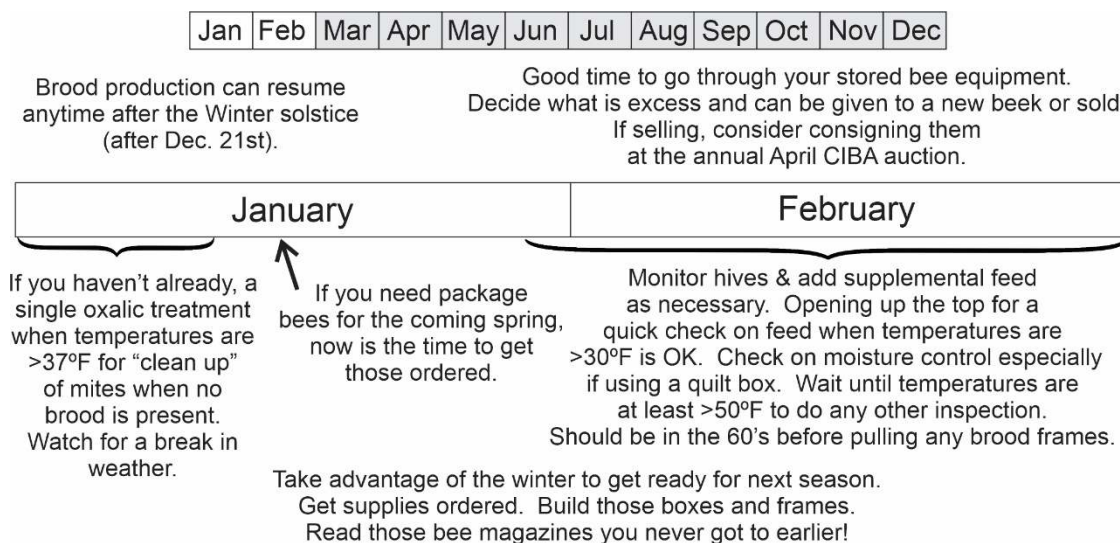 Jan Feb Mar Apr May Jun Jul Aug Sep Oct Nov Dec
Brood production can resume
anytime after the Winter solstice
(after Dec. 21st).
Good time to go through your stored bee equipment.
Decide what is excess and can be given to a new beek or sold
If selling, consider consigning them
at the annual April CIBA auction.
January
February
If you haven't already, a
single oxalic treatment
when temperatures are
>37ºF for “clean up”
of mites when no
brood is present.
Watch for a break in
weather.
If you need package
bees for the coming spring,
now is the time to get
those ordered.
Monitor hives & add supplemental feed
as necessary.  Opening up the top for a
quick check on feed when temperatures are
>30ºF is OK.  Check on moisture control especially
if using a quilt box.  Wait until temperatures are
at least >50ºF to do any other inspection.
Should be in the 60's before pulling any brood frames.
Take advantage of the winter to get ready for next season.
Get supplies ordered.  Build those boxes and frames.
Read those bee magazines you never got to earlier!